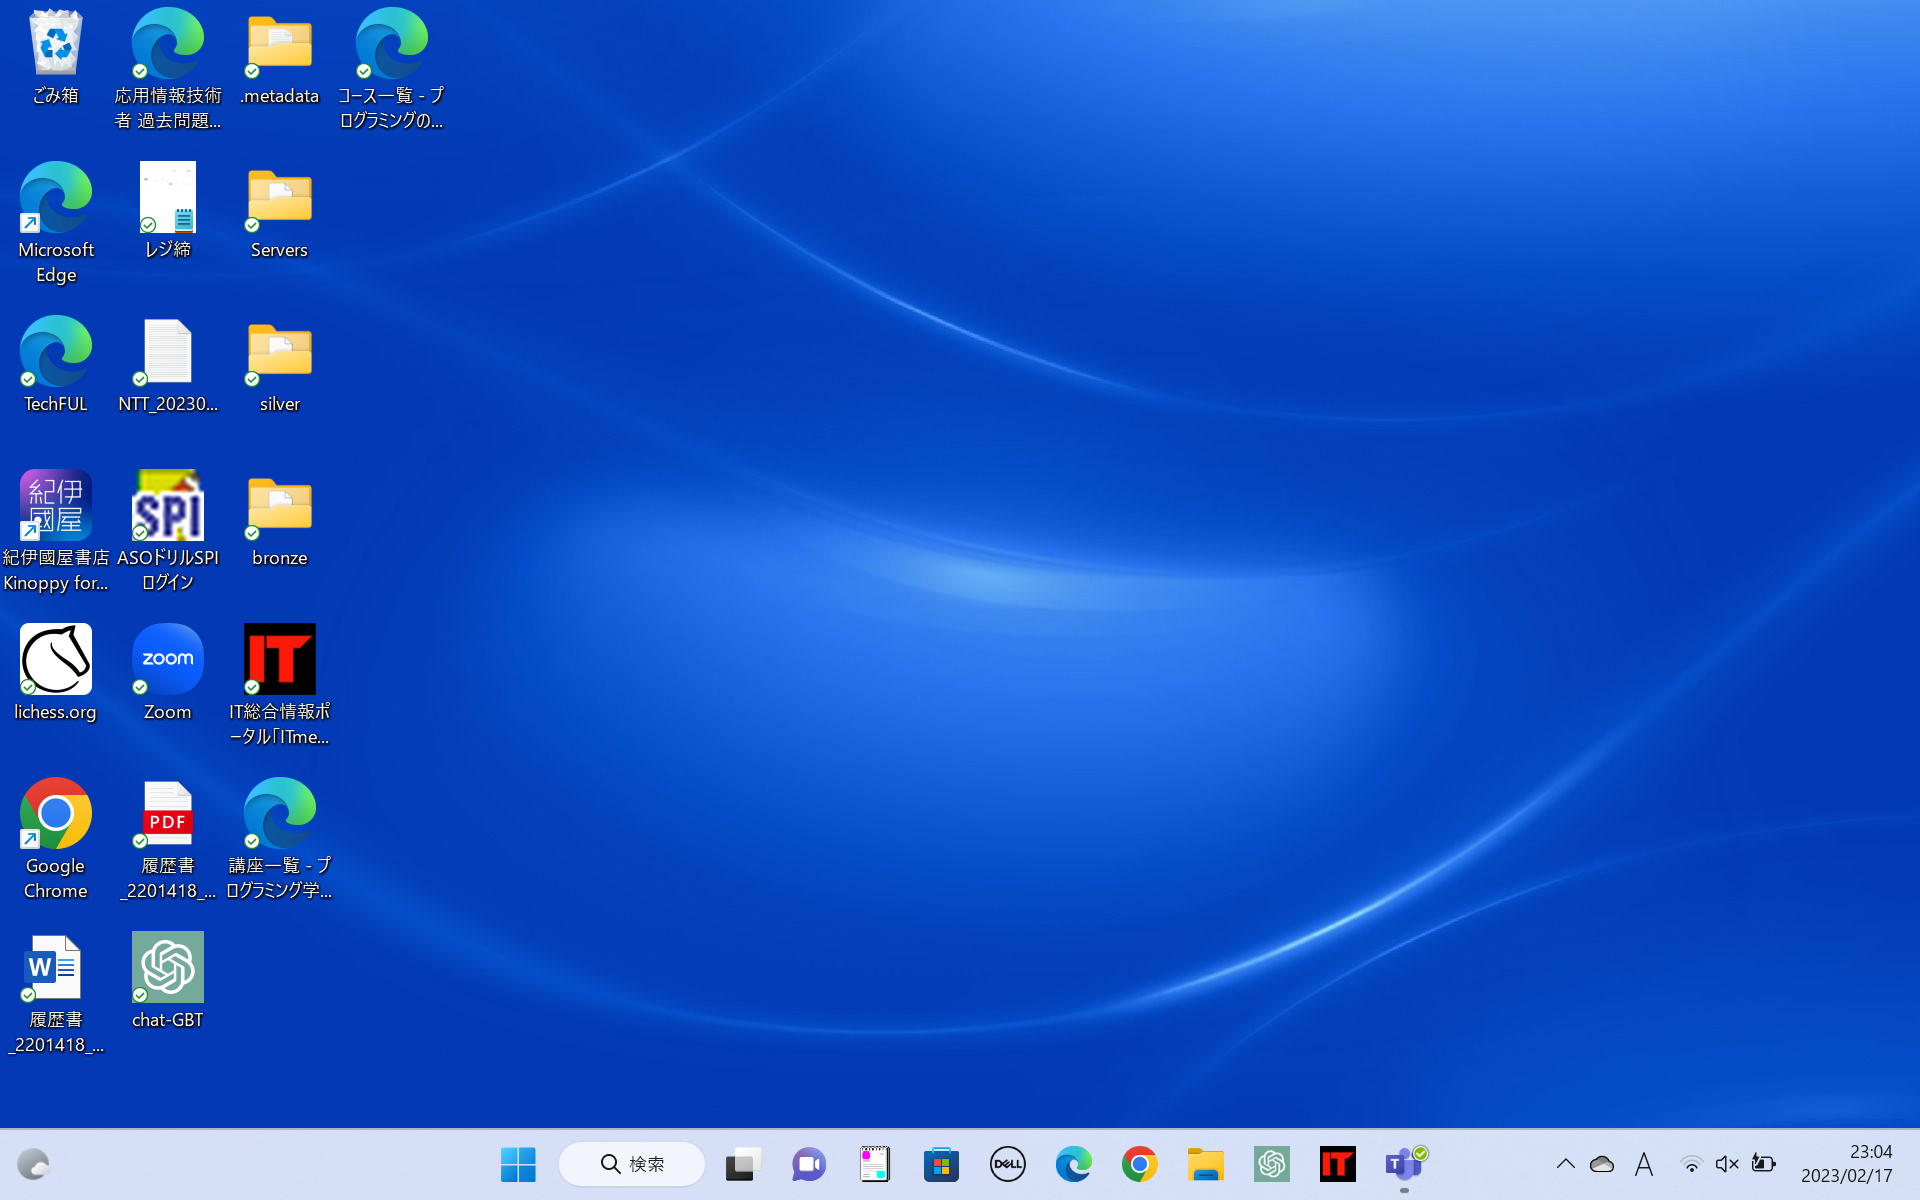 ごみ箱
応用情報技術
者 過去問題...
.metadata
コース一覧 - プ
ログラミングの...
Microsoft
Edge
レジ締
Servers
TechFUL
NTT_20230...
silver
紀伊
國屋
紀伊國屋書店
Kinoppy for...
SPI
ASOドリルSPI
ログイン
bronze
lichess.org
zoom
Zoom
IT
IT総合情報ポ
ータル「ITme...
Google
Chrome
PDF
履歴書
_2201418_...
講座一覧 - プ
ログラミング学...
W
履歴書
_2201418_...
chat-GBT
検索
DELL
IT
T
A
23:04
2023/02/17